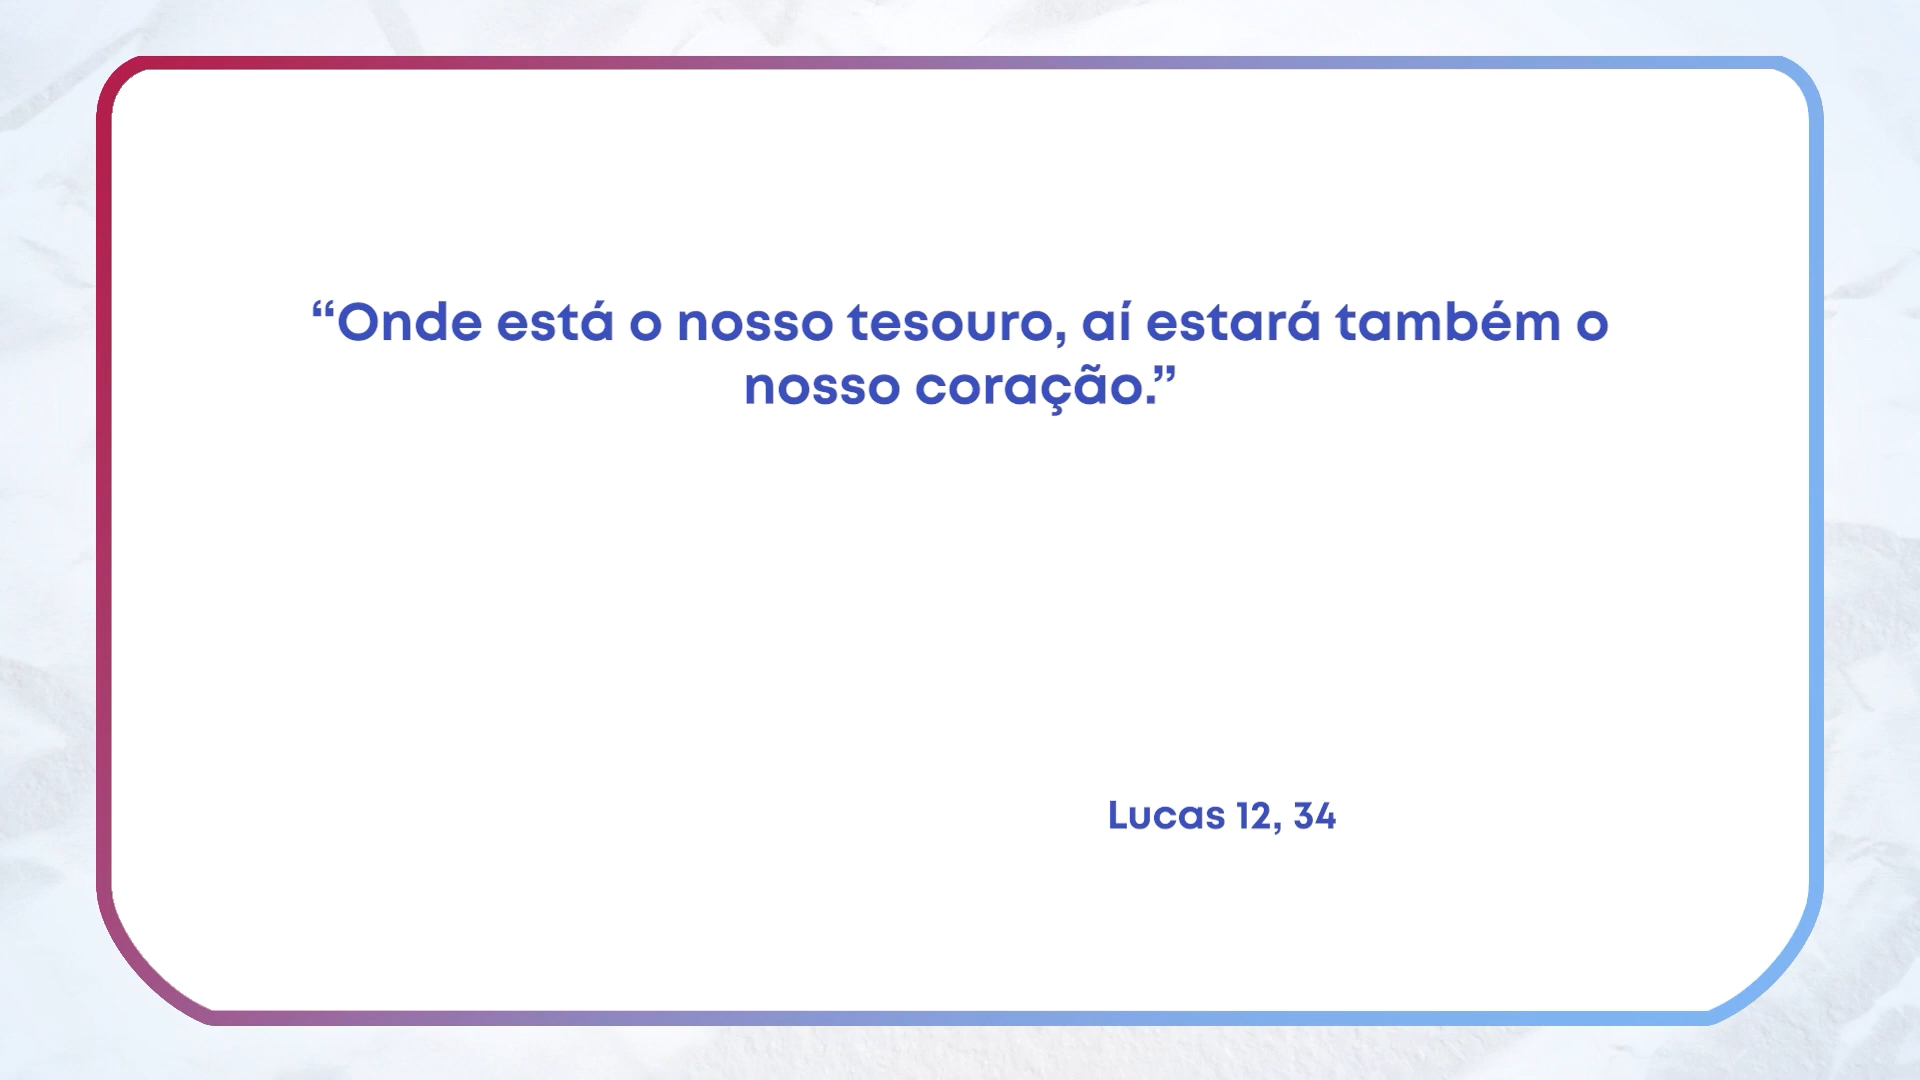 “Onde está o nosso tesouro, aí estará também o
nosso coração.”
Lucas 12, 34